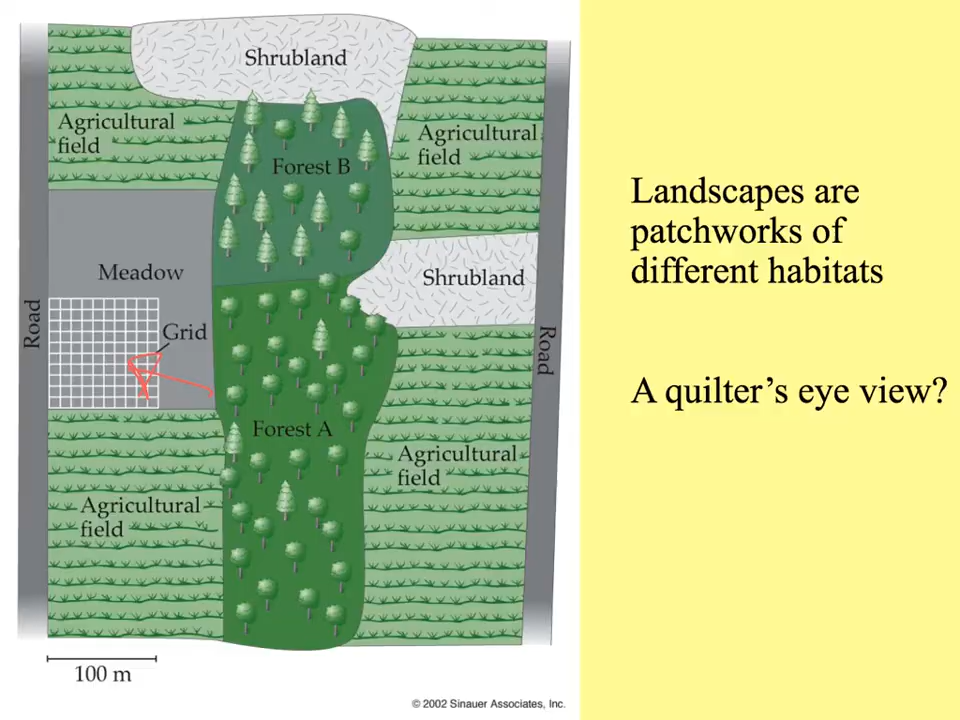 Shrubland
Agricultural
field
Agricultural
field
Forest B
Meadow
Shrubland
Road
Grid
Road
Forest A
Agricultural
field
Agricultural
field
100 m
© 2002 Sinauer Associates, Inc.
Landscapes are
patchworks of
different habitats
A quilter’s eye view?